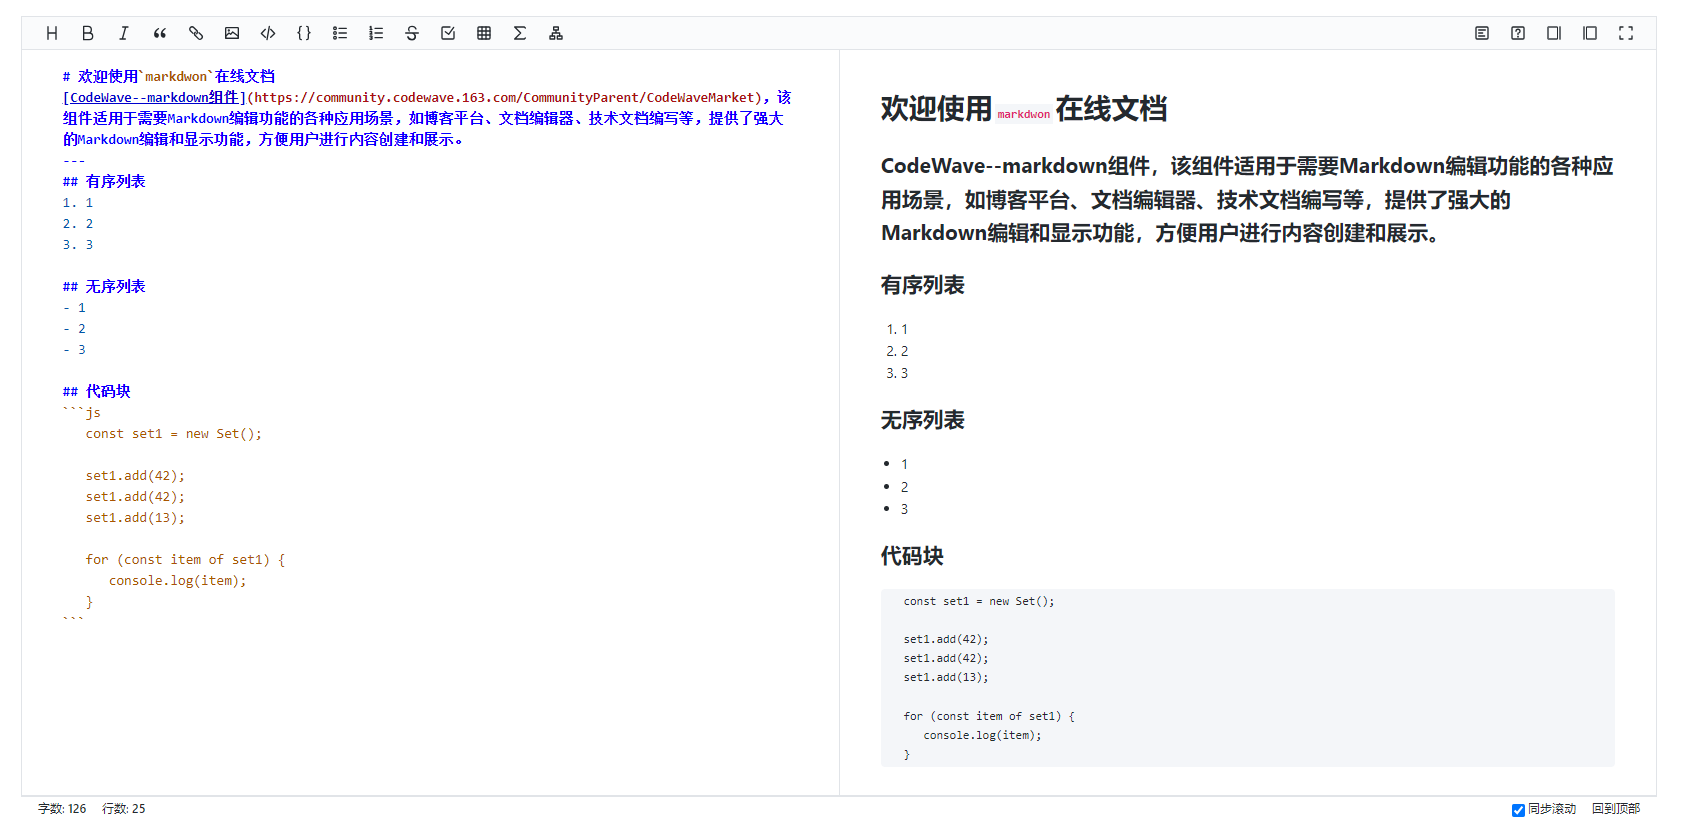 # 欢迎使用`markdwon`在线文档
[CodeWave--markdown组件](https://community.codewave.163.com/CommunityParent/CodeWaveMarket)，该
组件适用于需要Markdown编辑功能的各种应用场景，如博客平台、文档编辑器、技术文档编写等，提供了强大
的Markdown编辑和显示功能，方便用户进行内容创建和展示。
---
## 有序列表
1. 1
2. 2
3. 3
## 无序列表
- 1
- 2
- 3
## 代码块
```js
   const set1 = new Set();
   set1.add(42);
   set1.add(42);
   set1.add(13);
   for (const item of set1) {
      console.log(item);
   }
```
欢迎使用 markdwon 在线文档
CodeWave--markdown组件，该组件适用于需要Markdown编辑功能的各种应
用场景，如博客平台、文档编辑器、技术文档编写等，提供了强大的
Markdown编辑和显示功能，方便用户进行内容创建和展示。
有序列表
1. 1
2. 2
3. 3
无序列表
• 1
• 2
• 3
代码块
   const set1 = new Set();
   set1.add(42);
   set1.add(42);
   set1.add(13);
   for (const item of set1) {
      console.log(item);
   }
字数: 126 行数: 25
同步滚动 回到顶部